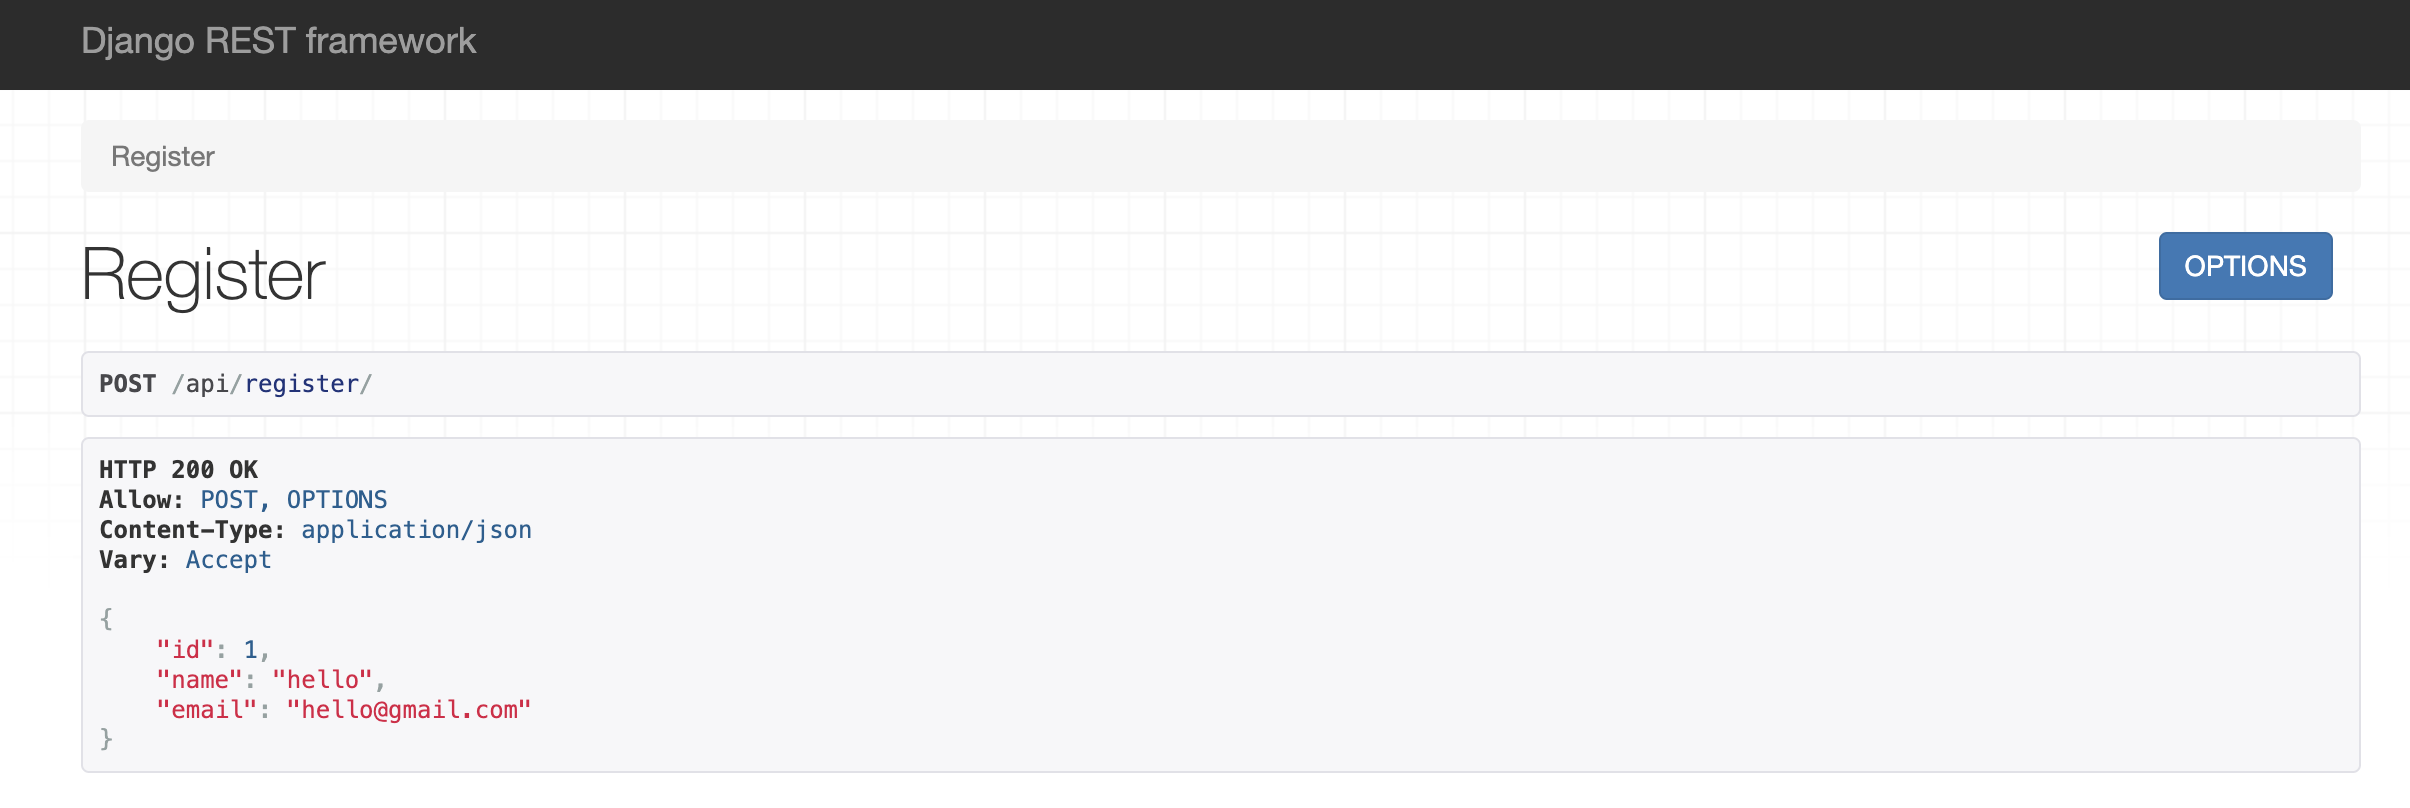 Django REST framework
Register
Register
OPTIONS
POST /api/register/
HTTP 200 OK
Allow: POST, OPTIONS
Content-Type: application/json
Vary: Accept
{
    "id": 1,
    "name": "hello",
    "email": "hello@gmail.com"
}